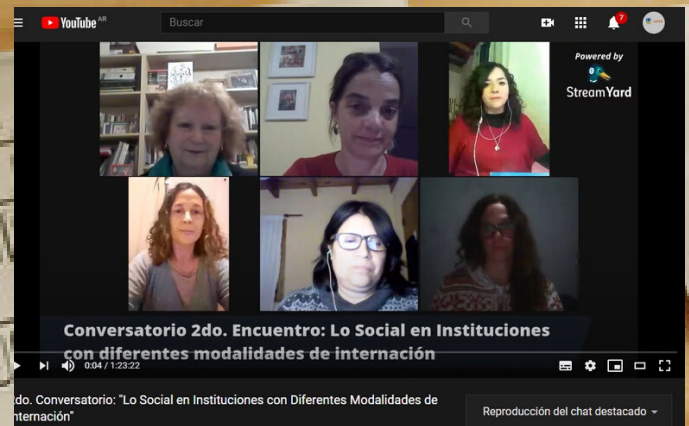 YouTube AR
Buscar
7
Powered by
StreamYard
Conversatorio 2do. Encuentro: Lo Social en Instituciones
con diferentes modalidades de internación
0:04 / 1:23:22
2do. Conversatorio: "Lo Social en Instituciones con Diferentes Modalidades de
Internación"
Reproducción del chat destacado